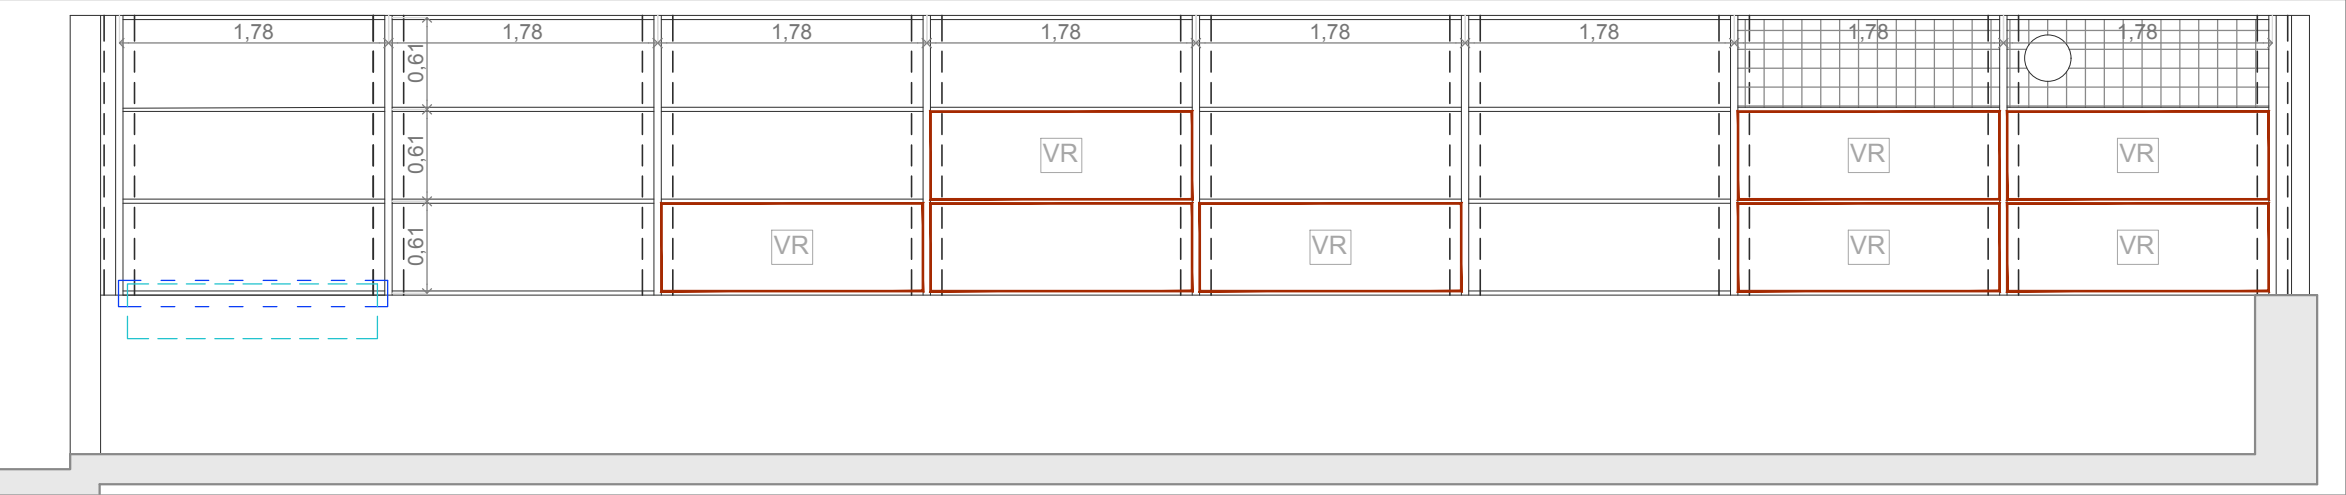 1,78 1,78 1,78 1,78 1,78 1,78 1,78 1,78
0,61
0,61 VR VR VR
0,61 VR VR VR VR